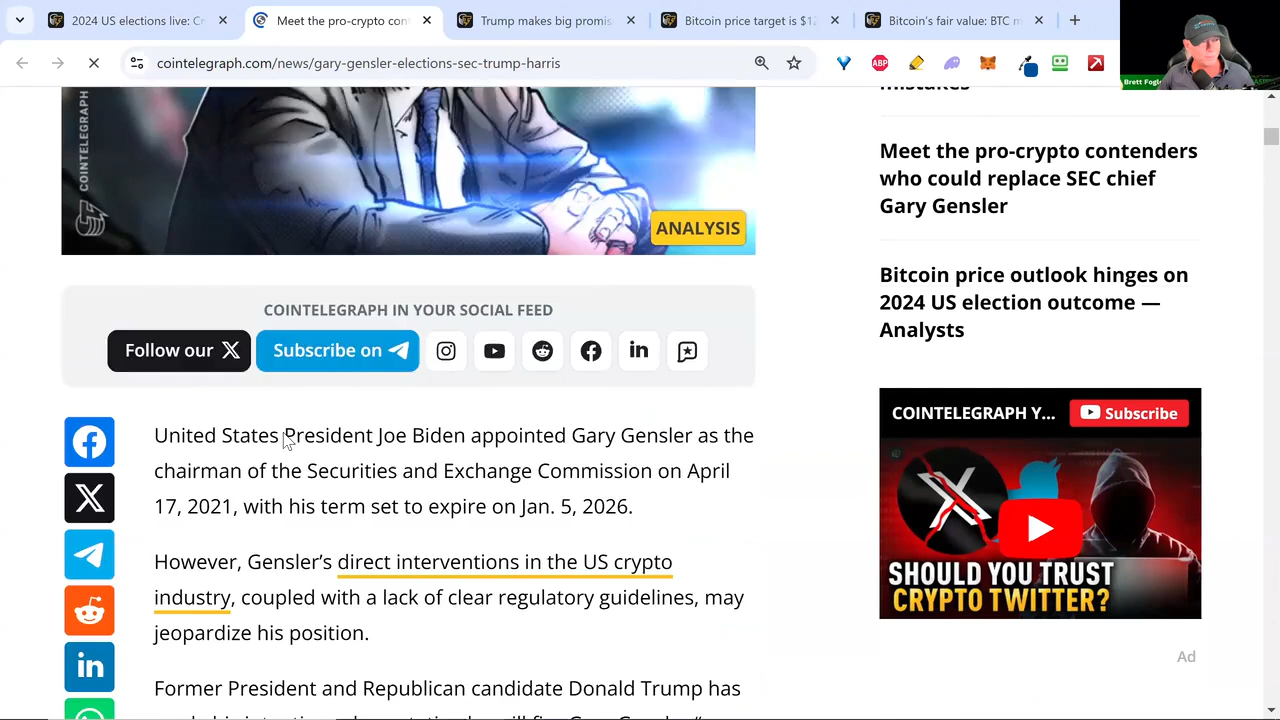 2024 US elections live: C
Meet the pro-crypto con
Trump makes big promi
Bitcoin price target is $1
Bitcoin's fair value: BTC
cointelegraph.com/news/gary-gensler-elections-sec-trump-harris
ABP
Brett Fogle
COINTELEGRAPH
ANALYSIS
COINTELEGRAPH IN YOUR SOCIAL FEED
Follow our X
Subscribe on
in
United States President Joe Biden appointed Gary Gensler as the
chairman of the Securities and Exchange Commission on April
17, 2021, with his term set to expire on Jan. 5, 2026.
However, Gensler's direct interventions in the US crypto
industry, coupled with a lack of clear regulatory guidelines, may
jeopardize his position.
Former President and Republican candidate Donald Trump has
in
mistakes
Meet the pro-crypto contenders
who could replace SEC chief
Gary Gensler
Bitcoin price outlook hinges on
2024 US election outcome —
Analysts
COINTELEGRAPH Y...
Subscribe
SHOULD YOU TRUST
CRYPTO TWITTER?
Ad